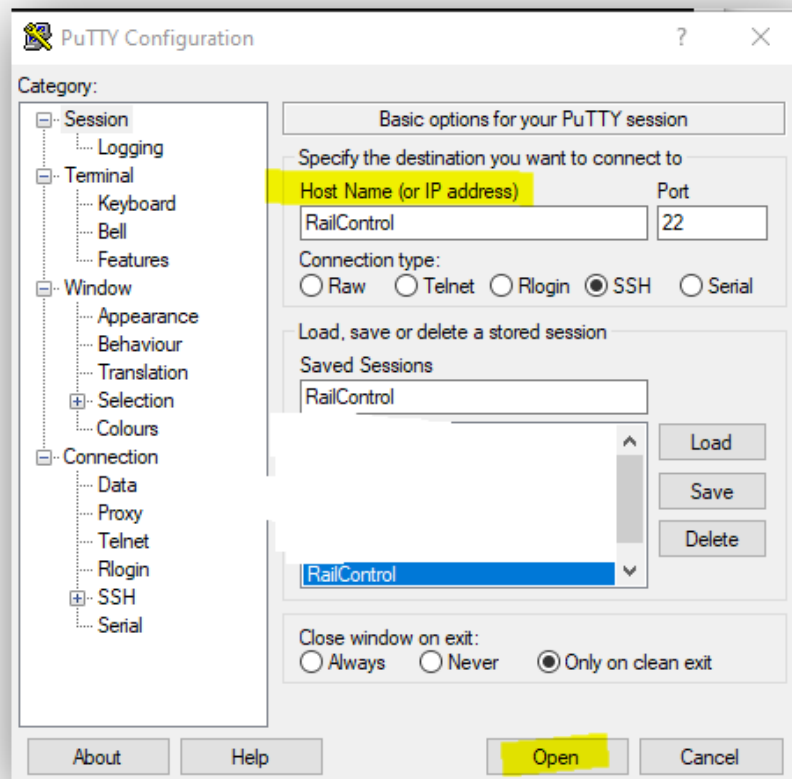 PuTTY Configuration
?
Category:
Session
Logging
Terminal
Keyboard
Bell
Features
Window
Appearance
Behaviour
Translation
Selection
Colours
Connection
Data
Proxy
Telnet
Rlogin
SSH
Serial
Basic options for your PuTTY session
Specify the destination you want to connect to
Host Name (or IP address) Port
RailControl 22
Connection type:
Raw Telnet Rlogin SSH Serial
Load, save or delete a stored session
Saved Sessions
RailControl
Load
Save
Delete
RailControl
Close window on exit:
Always Never Only on clean exit
About Help Open Cancel